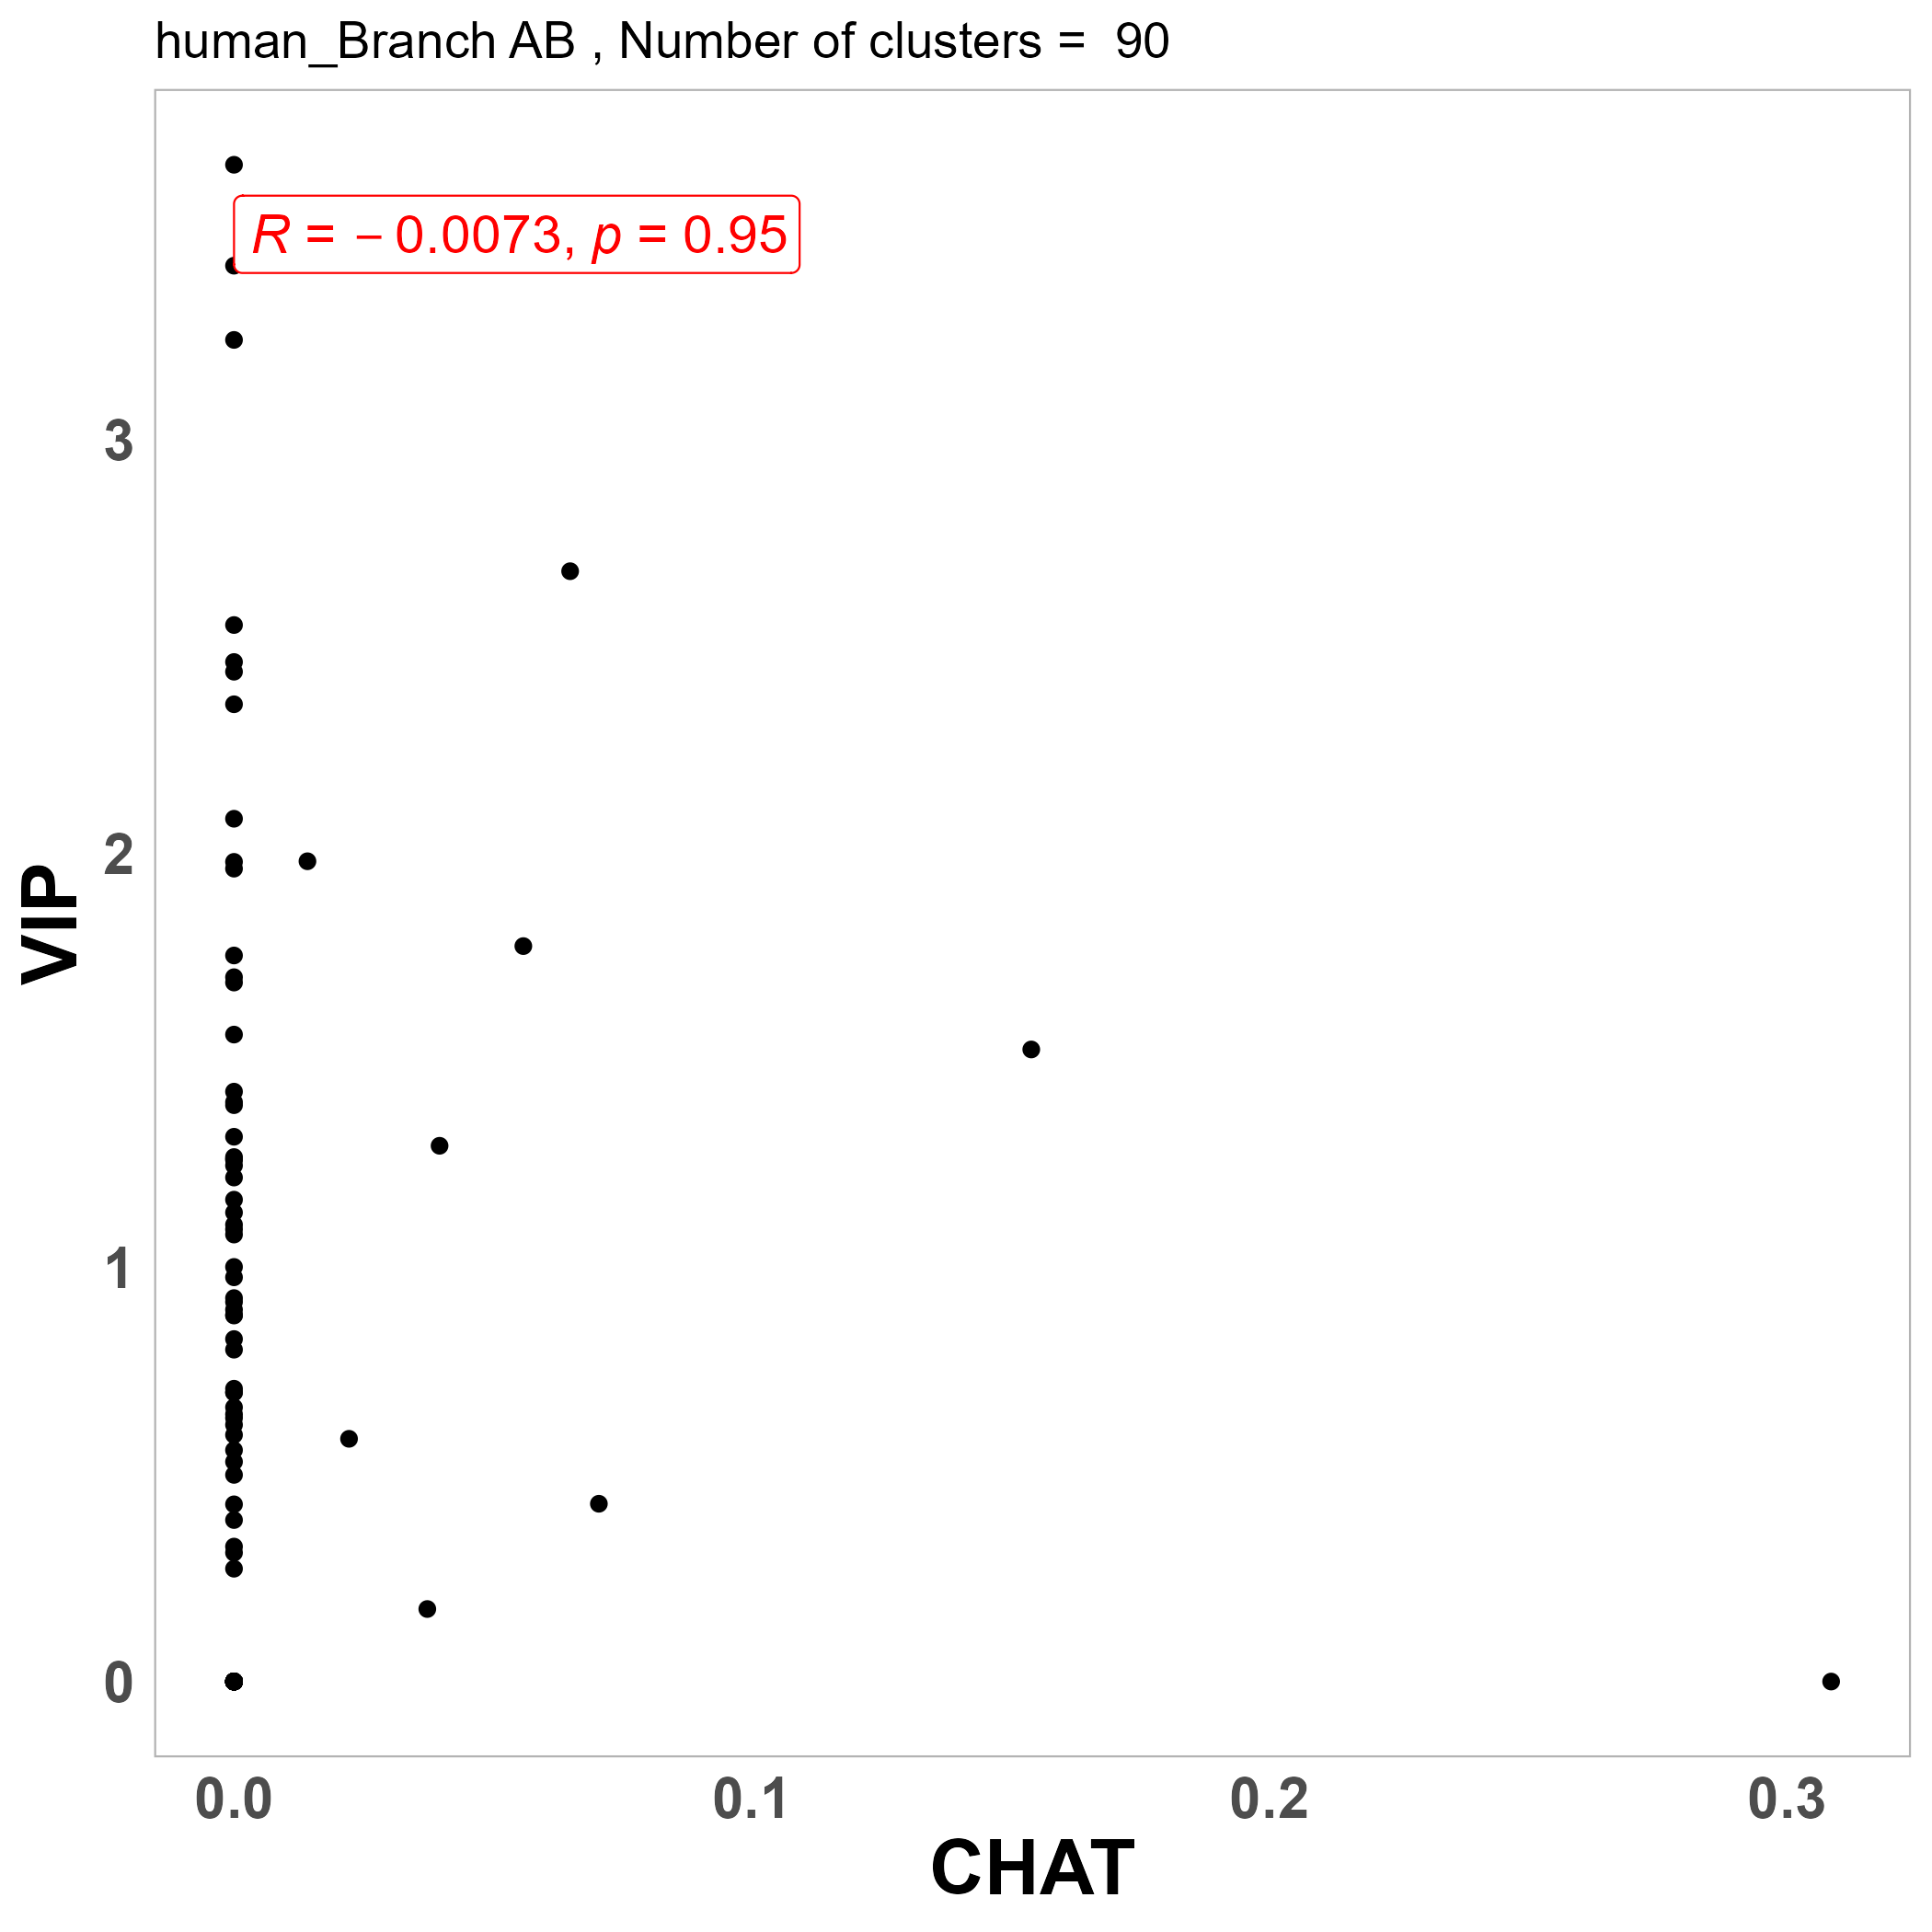 human_Branch AB , Number of clusters =  90
R = − 0.0073, p = 0.95
3
2
1
0
VIP
0.0 0.1 0.2 0.3
CHAT